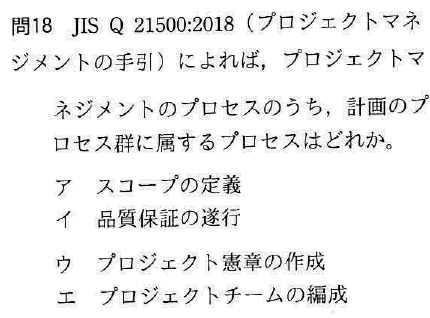 問18 JIS Q 21500:2018（プロジェクトマネ
ジメントの手引）によれば，プロジェクトマ
ネジメントのプロセスのうち，計画のプ
ロセス群に属するプロセスはどれか。
ア スコープの定義
イ 品質保証の遂行
ウ プロジェクト憲章の作成
エ プロジェクトチームの編成